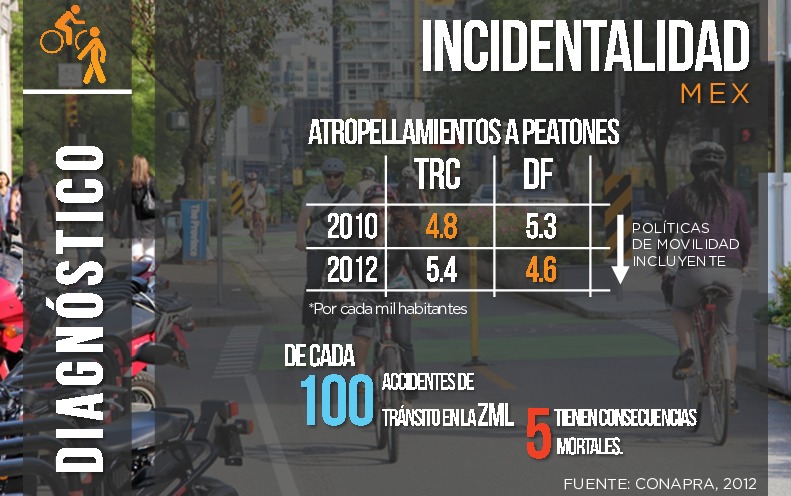 INCIDENTALIDAD
MEX
DIAGNÓSTICO
ATROPELLAMIENTOS A PEATONES
TRC DF
2010 4.8 5.3
2012 5.4 4.6
POLÍTICAS
DE MOVILIDAD
INCLUYENTE
*Por cada mil habitantes
DE CADA
100 ACCIDENTES DE
TRÁNSITO EN LA ZML
5 TIENEN CONSECUENCIAS
MORTALES.
FUENTE: CONAPRA, 2012